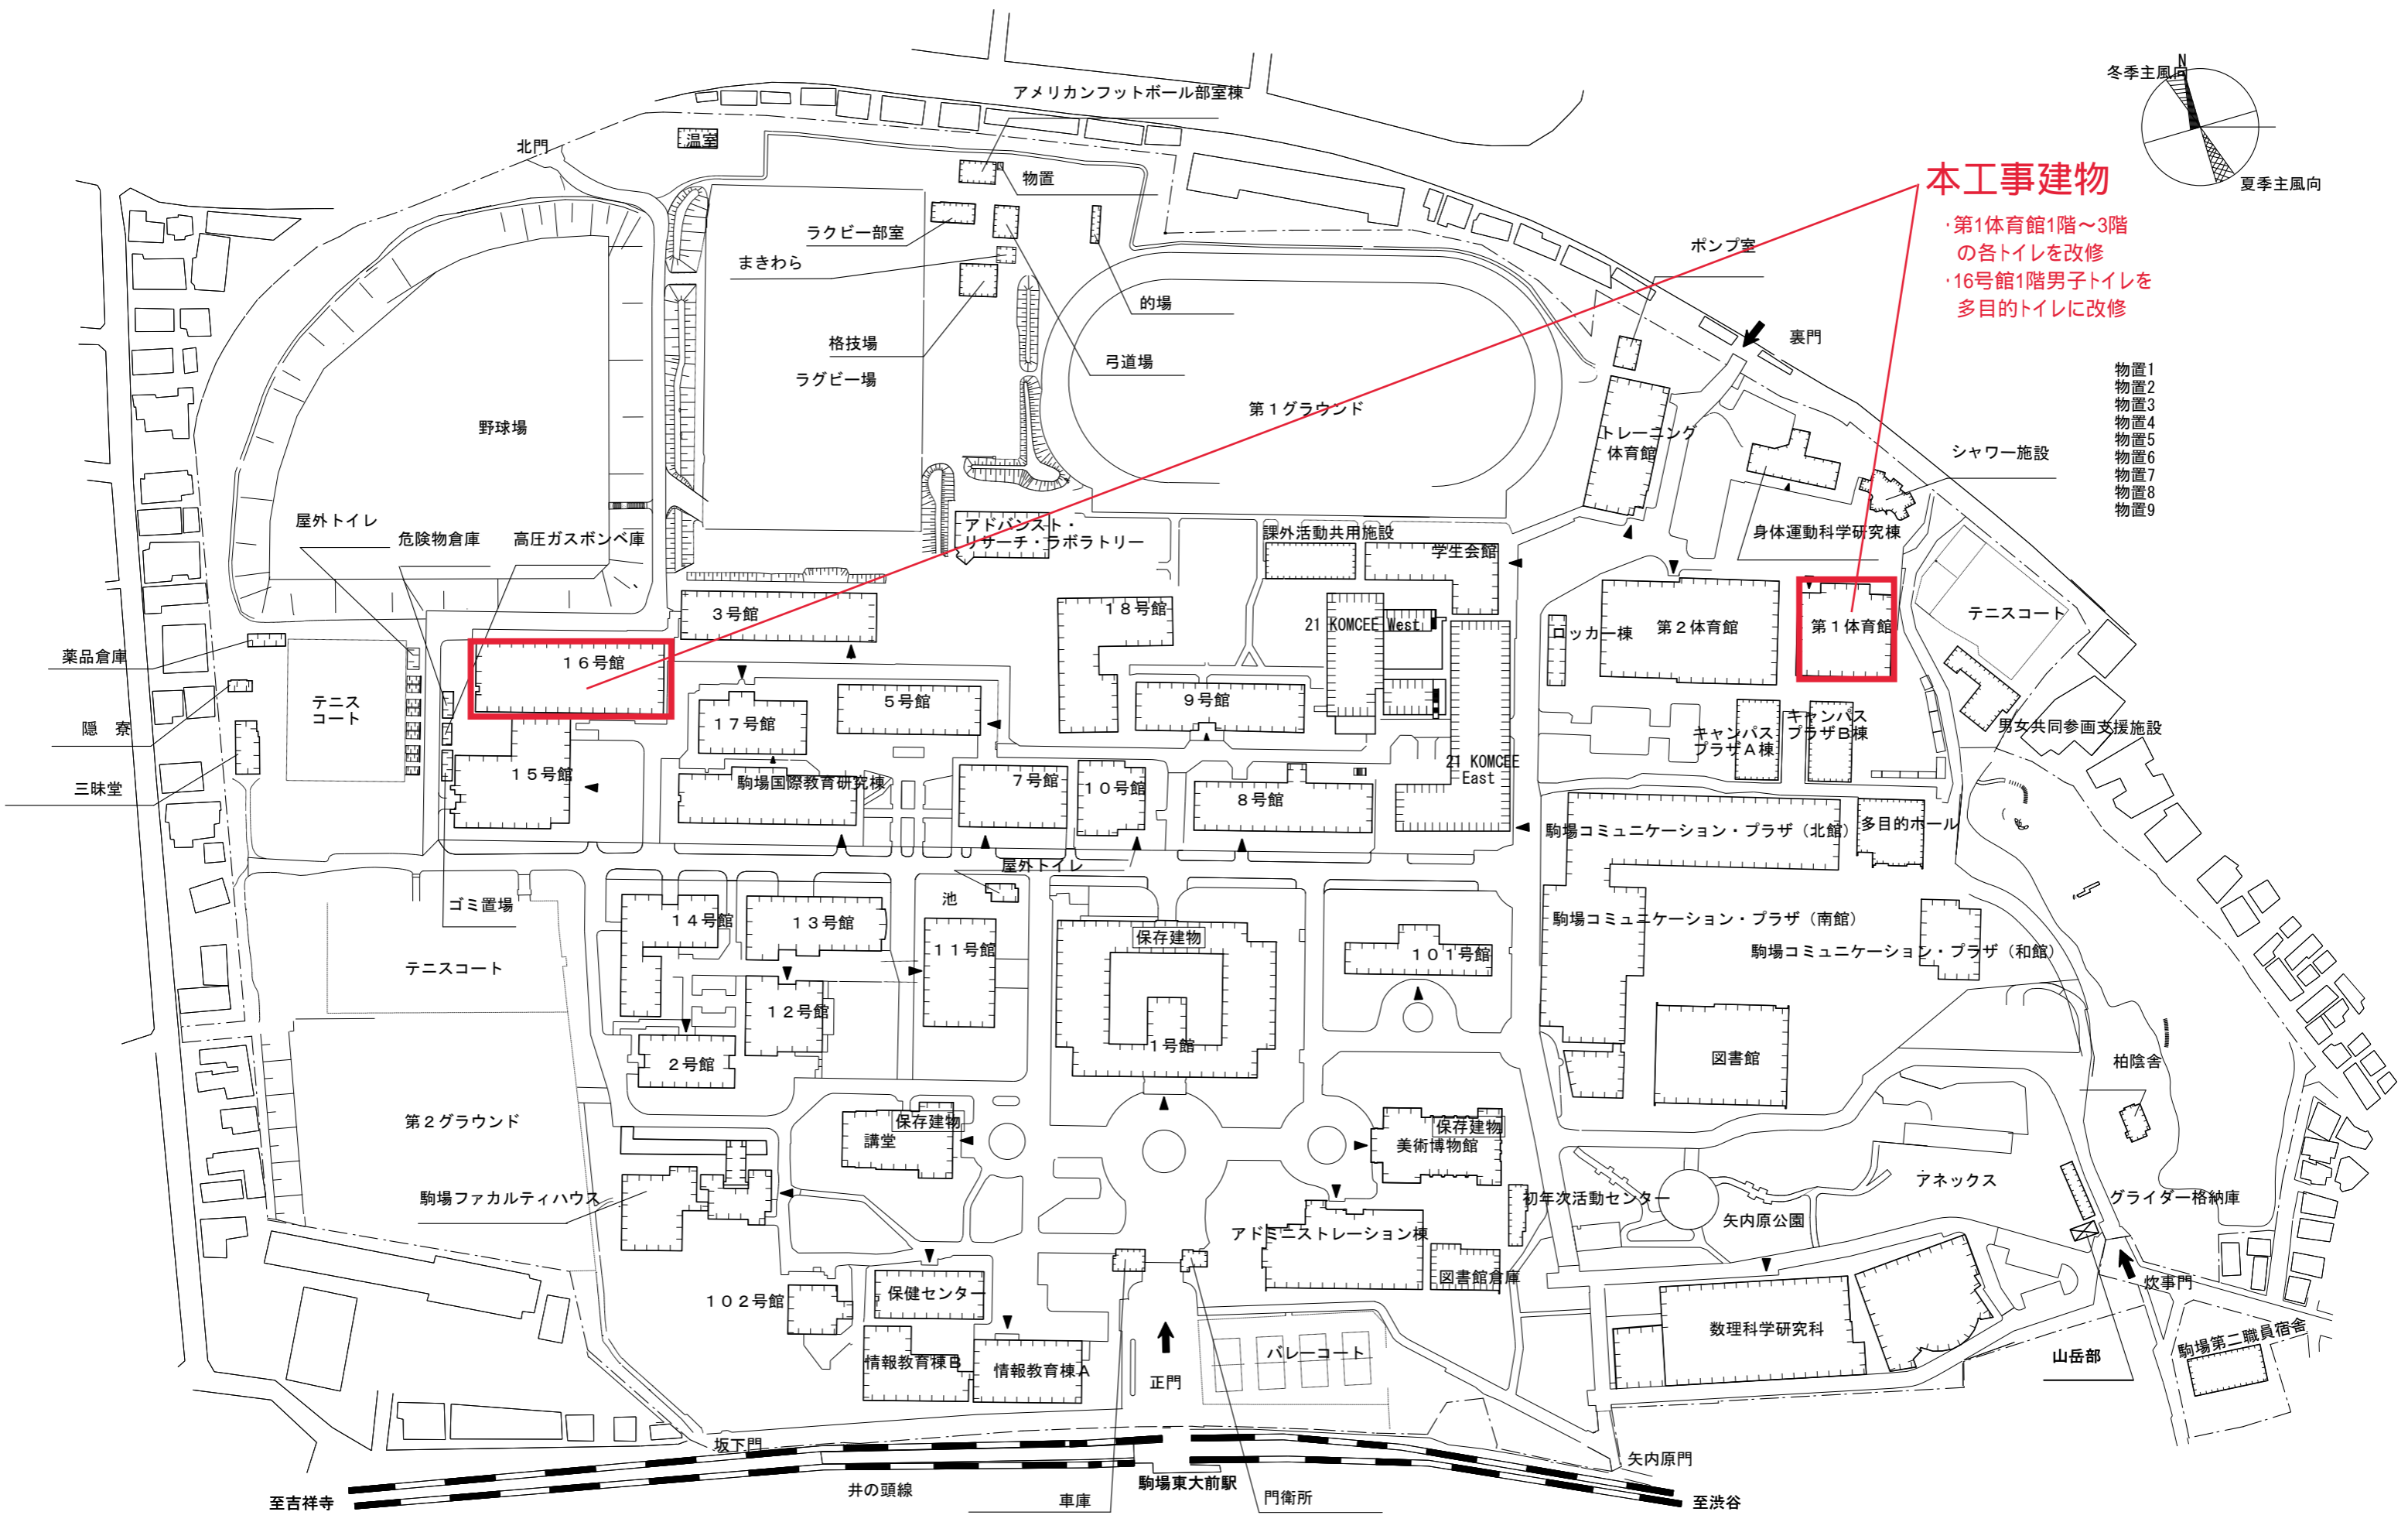 アメリカンフットボール部室棟
冬季主風向
N
夏季主風向
北門
温室
物置
本工事建物
・第1体育館1階～3階
の各トイレを改修
・16号館1階男子トイレを
多目的トイレに改修
ラクビー部室
まきわら
的場
ポンプ室
裏門
格技場
弓道場
ラグビー場
物置1
物置2
物置3
物置4
物置5
物置6
物置7
物置8
物置9
野球場
第1グラウンド
トレーニング
体育館
シャワー施設
屋外トイレ
危険物倉庫
高圧ガスボンベ庫
アドバンスト・
リサーチ・ラボラトリー
課外活動共用施設
学生会館
身体運動科学研究棟
3号館
18号館
21 KOMCEE West
ロッカー棟
第2体育館
第1体育館
テニスコート
薬品倉庫
16号館
テニス
コート
隠 寮
17号館
5号館
9号館
キャンパス
プラザA棟
キャンパス
プラザB棟
男女共同参画支援施設
三昧堂
15号館
駒場国際教育研究棟
7号館
10号館
8号館
21 KOMCEE
East
駒場コミュニケーション・プラザ（北館）
多目的ホール
屋外トイレ
ゴミ置場
池
14号館
13号館
11号館
保存建物
101号館
駒場コミュニケーション・プラザ（南館）
駒場コミュニケーション・プラザ（和館）
テニスコート
12号館
1号館
2号館
図書館
柏陰舎
第2グラウンド
保存建物
講堂
保存建物
美術博物館
アネックス
駒場ファカルティハウス
初年次活動センター
矢内原公園
グライダー格納庫
アドミニストレーション棟
図書館倉庫
炊事門
102号館
保健センター
数理科学研究科
駒場第二職員宿舎
情報教育棟B
情報教育棟A
正門
バレーコート
山岳部
坂下門
矢内原門
至吉祥寺
井の頭線
車庫
駒場東大前駅
門衛所
至渋谷